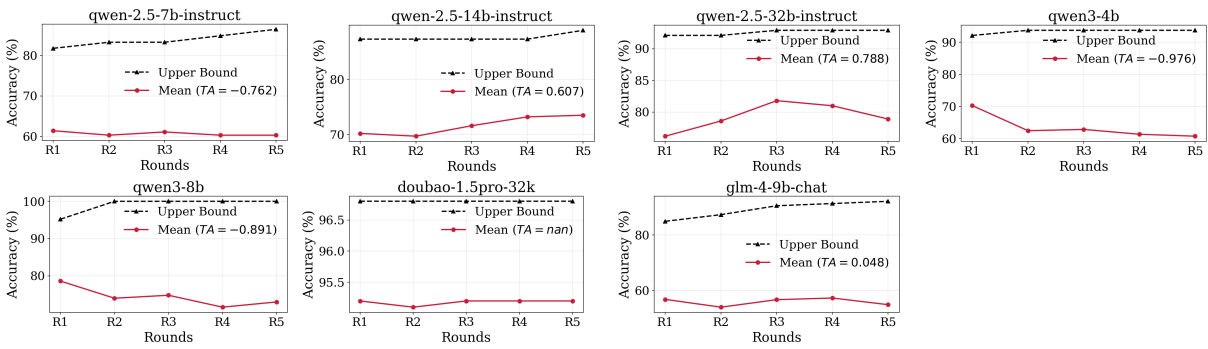 qwen-2.5-7b-instruct
Accuracy (%)
80
70
60
Upper Bound
Mean (TA = −0.762)
R1 R2 R3 R4 R5
Rounds
qwen-2.5-14b-instruct
Accuracy (%)
80
70
Upper Bound
Mean (TA = 0.607)
R1 R2 R3 R4 R5
Rounds
qwen-2.5-32b-instruct
Accuracy (%)
90
85
80
Upper Bound
Mean (TA = 0.788)
R1 R2 R3 R4 R5
Rounds
qwen3-4b
Accuracy (%)
90
80
70
60
Upper Bound
Mean (TA = −0.976)
R1 R2 R3 R4 R5
Rounds
qwen3-8b
Accuracy (%)
100
90
80
Upper Bound
Mean (TA = −0.891)
R1 R2 R3 R4 R5
Rounds
doubao-1.5pro-32k
Accuracy (%)
96.5
96.0
95.5
Upper Bound
Mean (TA = nan)
R1 R2 R3 R4 R5
Rounds
glm-4-9b-chat
Accuracy (%)
80
60
Upper Bound
Mean (TA = 0.048)
R1 R2 R3 R4 R5
Rounds